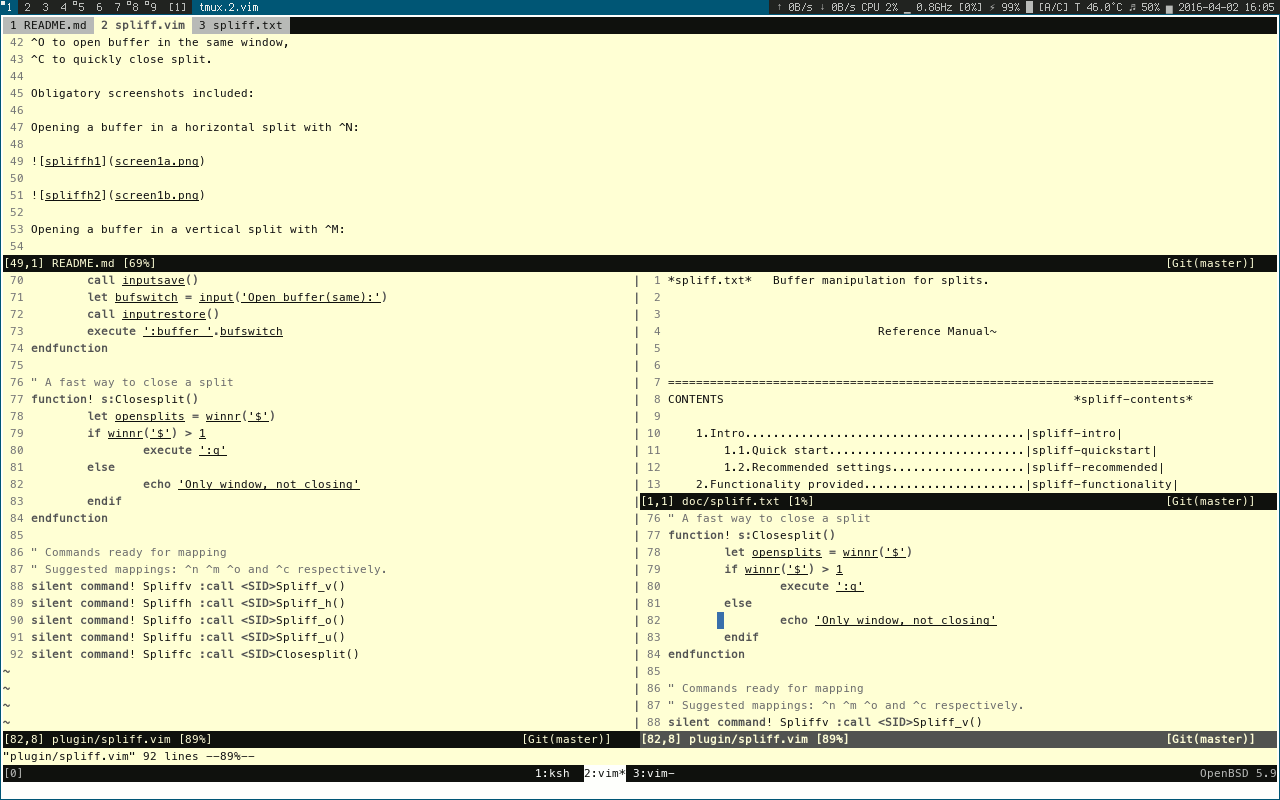 1 2 3 4 5 6 7 8 9 [1] tmux.2.vim ↑ 0B/s ↓ 0B/s CPU 2% _ 0.8GHz [0%] ⚡ 99% █ [A/C] T 46.0°C ♬ 50% ▄ 2016-04-02 16:05
1 README.md 2 spliff.vim 3 spliff.txt
42 ^O to open buffer in the same window,
43 ^C to quickly close split.
44
45 Obligatory screenshots included:
46
47 Opening a buffer in a horizontal split with ^N:
48
49 ![spliffh1](screen1a.png)
50
51 ![spliffh2](screen1b.png)
52
53 Opening a buffer in a vertical split with ^M:
54
[49,1] README.md [69%] [Git(master)]
70 call inputsave()
71 let bufswitch = input('Open buffer(same):')
72 call inputrestore()
73 execute ':buffer '.bufswitch
74 endfunction
75
76 " A fast way to close a split
77 function! s:Closesplit()
78 let opensplits = winnr('$')
79 if winnr('$') > 1
80 execute ':q'
81 else
82 echo 'Only window, not closing'
83 endif
84 endfunction
85
86 " Commands ready for mapping
87 " Suggested mappings: ^n ^m ^o and ^c respectively.
88 silent command! Spliffv :call <SID>Spliff_v()
89 silent command! Spliffh :call <SID>Spliff_h()
90 silent command! Spliffo :call <SID>Spliff_o()
91 silent command! Spliffu :call <SID>Spliff_u()
92 silent command! Spliffc :call <SID>Closesplit()
~
~
~
~
[82,8] plugin/spliff.vim [89%] [Git(master)]
1 *spliff.txt* Buffer manipulation for splits.
2
3
4 Reference Manual~
5
6
7 ==============================================================================
8 CONTENTS *spliff-contents*
9
10 1.Intro........................................|spliff-intro|
11 1.1.Quick start............................|spliff-quickstart|
12 1.2.Recommended settings...................|spliff-recommended|
13 2.Functionality provided.......................|spliff-functionality|
[1,1] doc/spliff.txt [1%] [Git(master)]
76 " A fast way to close a split
77 function! s:Closesplit()
78 let opensplits = winnr('$')
79 if winnr('$') > 1
80 execute ':q'
81 else
82 echo 'Only window, not closing'
83 endif
84 endfunction
85
86 " Commands ready for mapping
87 " Suggested mappings: ^n ^m ^o and ^c respectively.
88 silent command! Spliffv :call <SID>Spliff_v()
[82,8] plugin/spliff.vim [89%] [Git(master)]
"plugin/spliff.vim" 92 lines --89%--
[0] 1:ksh 2:vim* 3:vim- OpenBSD 5.9